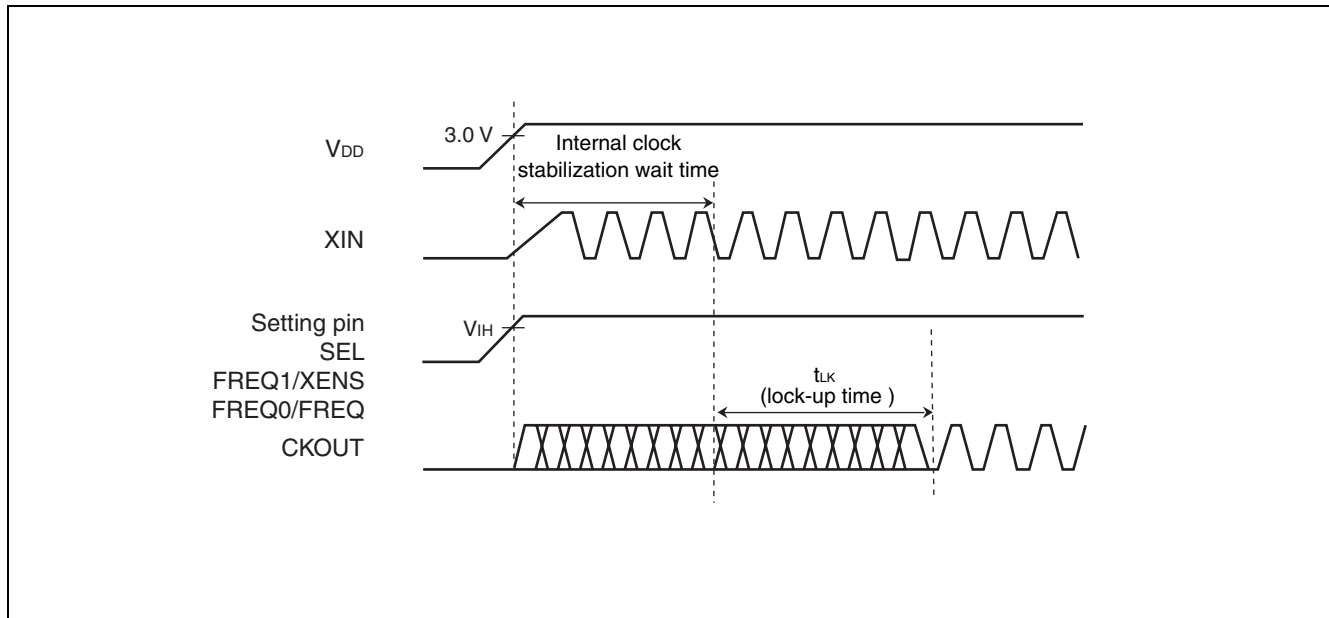 3.0 V
VDD
Internal clock
stabilization wait time
XIN
Setting pin
VIH
SEL
FREQ1/XENS
tLK
FREQ0/FREQ
(lock-up time )
CKOUT